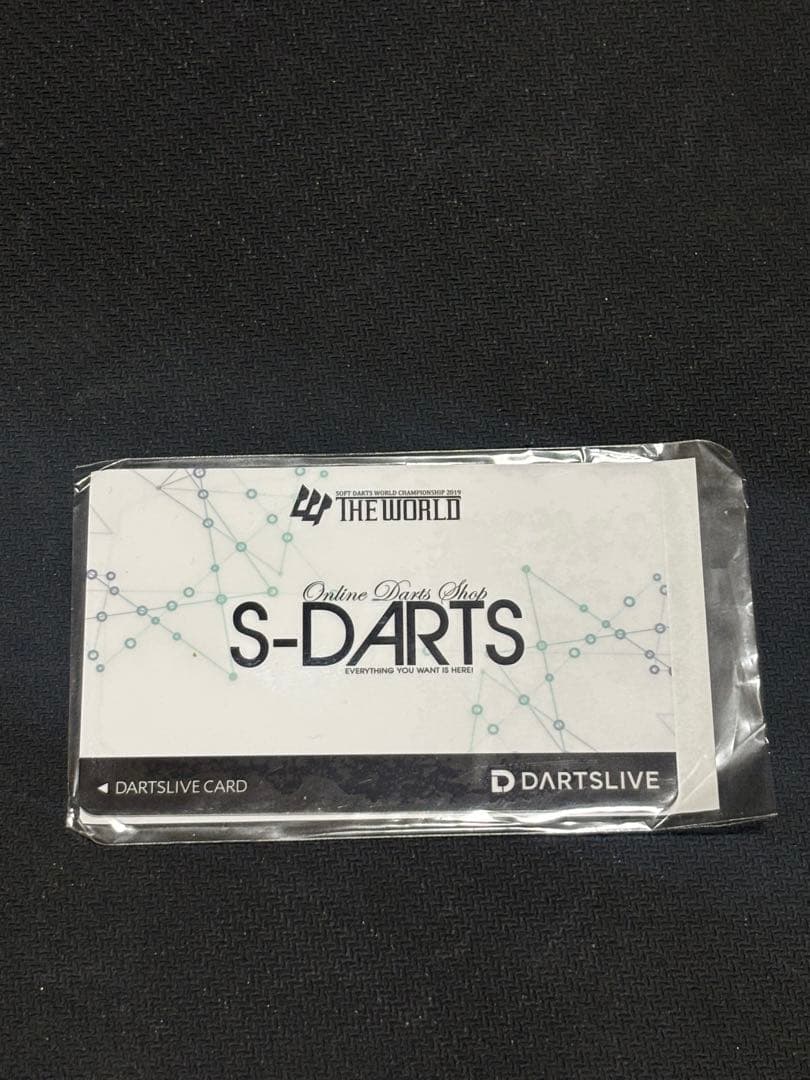 SOFT DARTS WORLD CHAMPIONSHIP 2019
THE WORLD
Online Darts Shop
S-DARTS
EVERYTHING YOU WANT IS HERE!
◄ DARTSLIVE CARD
DARTSLIVE